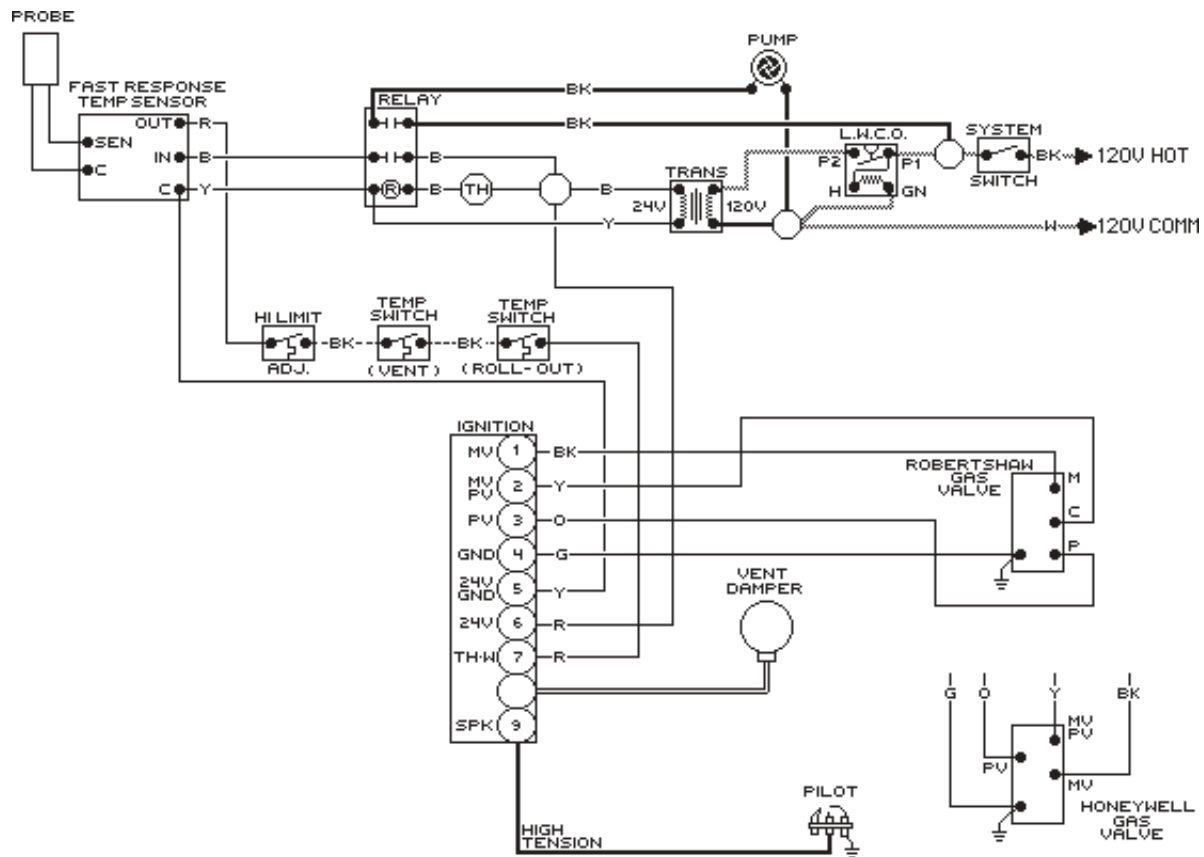 PROBE
FAST RESPONSE
TEMP SENSOR
OUT
R
SEN
IN
B
C
C
Y
RELAY
BK
BK
B
R
B
TH
B
Y
PUMP
TRANS
24V
120V
L.W.C.O.
P2
P1
H
GN
SYSTEM
SWITCH
BK
120V HOT
W
120V COMM
HI LIMIT
ADJ.
BK
TEMP
SWITCH
(VENT)
BK
TEMP
SWITCH
(ROLL-OUT)
IGNITION
MV 1 BK
MV
PV 2 Y
PV 3 O
GND 4 G
24V
GND 5 Y
24V 6 R
TH-W 7 R
SPK 9
ROBERTSHAW
GAS
VALVE
M
C
P
VENT
DAMPER
HIGH
TENSION
PILOT
G O Y BK
MV
PV
PV
MV
HONEYWELL
GAS
VALVE